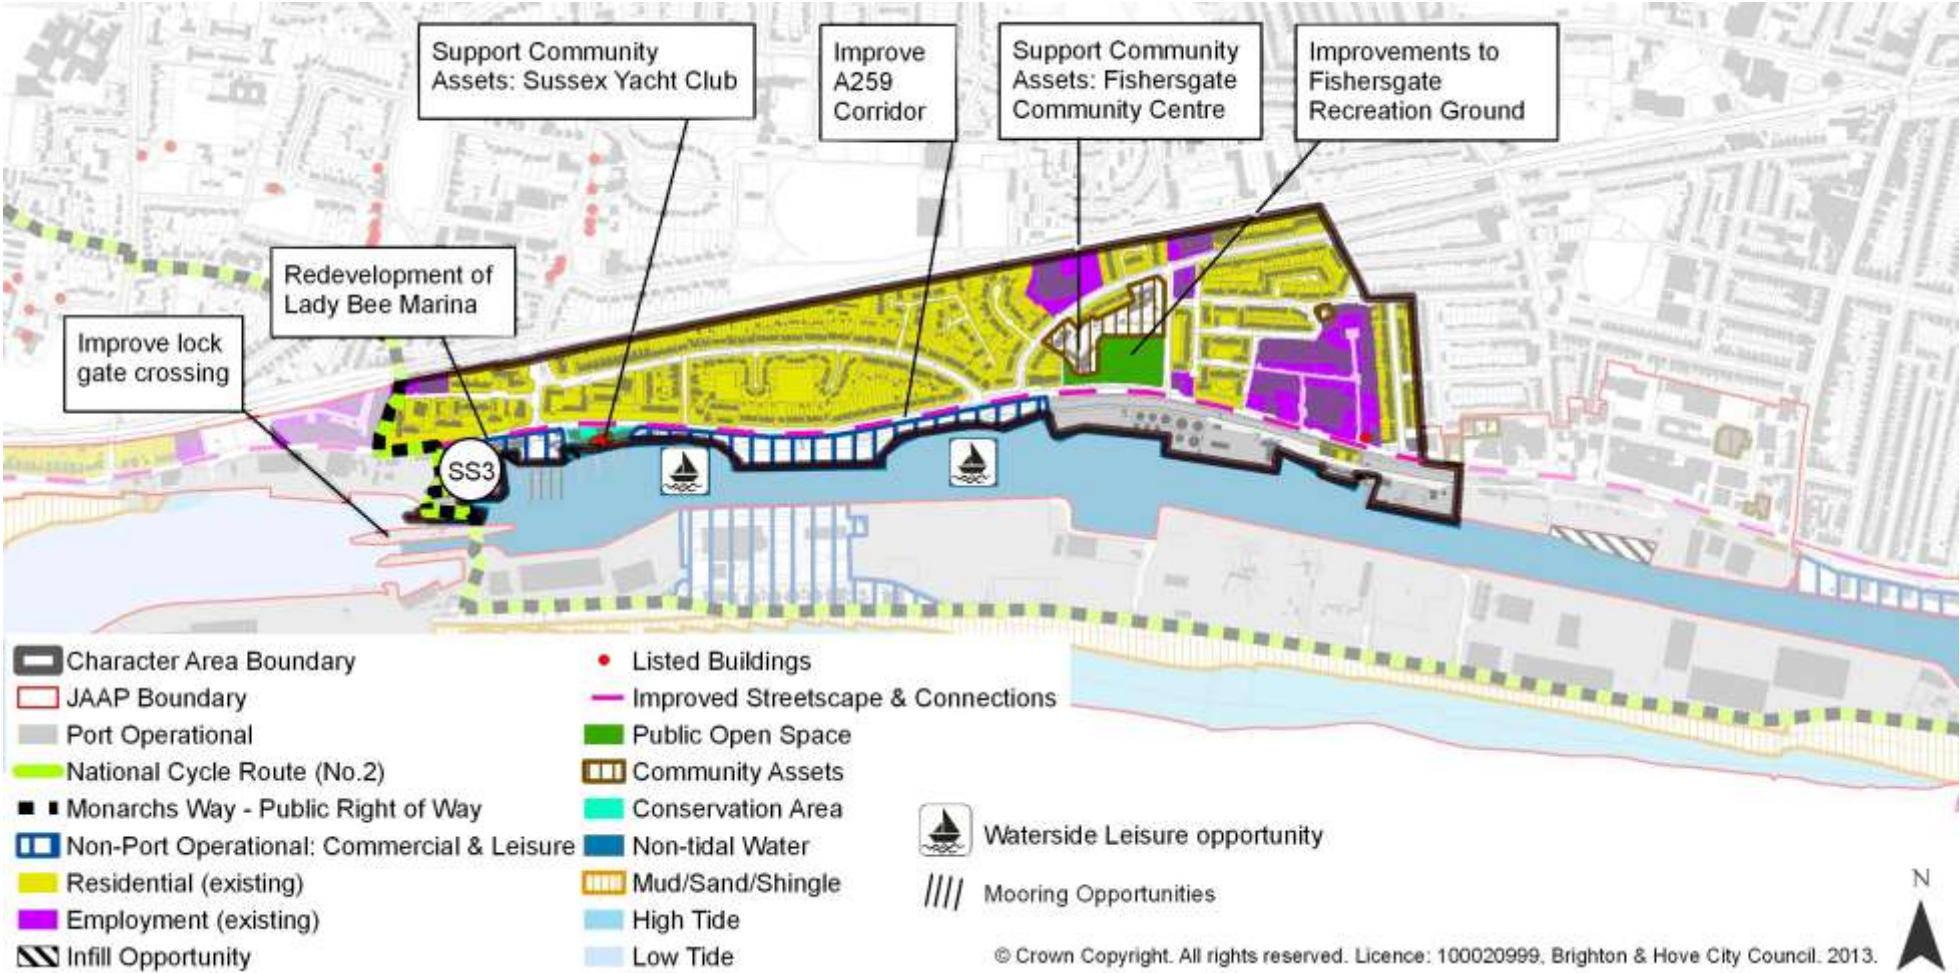 Support Community
Assets: Sussex Yacht Club
Improve
A259
Corridor
Support Community
Assets: Fishersgate
Community Centre
Improvements to
Fishersgate
Recreation Ground
Redevelopment of
Lady Bee Marina
Improve lock
gate crossing
SS3
Character Area Boundary
JAAP Boundary
Port Operational
National Cycle Route (No.2)
Monarchs Way - Public Right of Way
Non-Port Operational: Commercial & Leisure
Residential (existing)
Employment (existing)
Infill Opportunity
Listed Buildings
Improved Streetscape & Connections
Public Open Space
Community Assets
Conservation Area
Non-tidal Water
Mud/Sand/Shingle
High Tide
Low Tide
Waterside Leisure opportunity
Mooring Opportunities
N
© Crown Copyright. All rights reserved. Licence: 100020999, Brighton & Hove City Council. 2013.